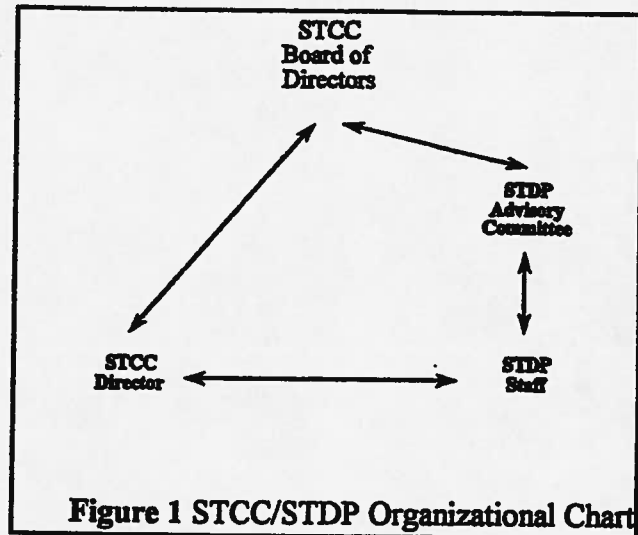 STCC
Board of
Directors
STDP
Advisory
Committee
STCC
Director
STDP
Staff
Figure 1 STCC/STDP Organizational Chart